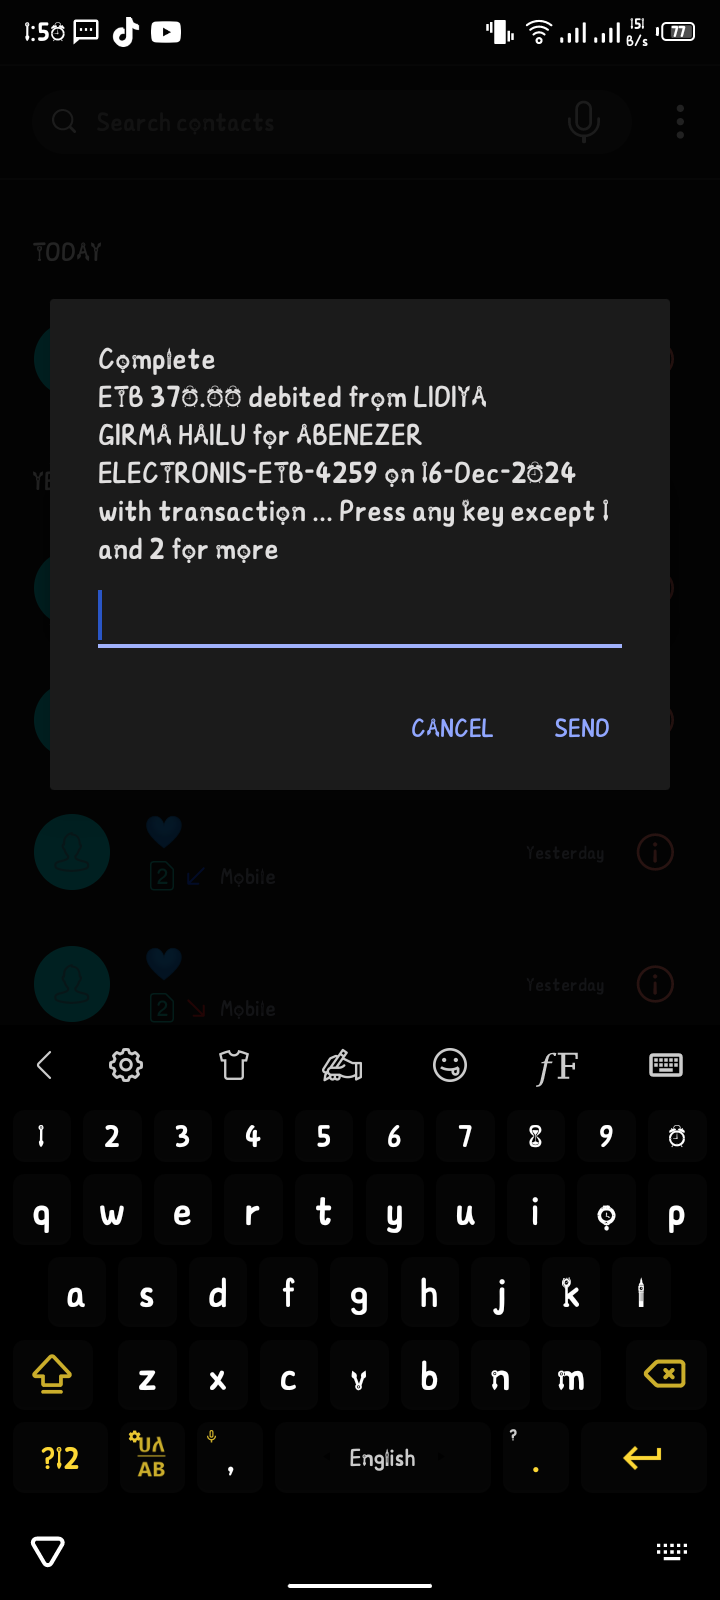 1:50
151
B/s
77
Search contacts
TODAY
Complete
ETB 370.00 debited from LIDIYA
GIRMA HAILU for ABENEZER
ELECTRONIS-ETB-4259 on 16-Dec-2024
with transaction ... Press any key except 1
and 2 for more
CANCEL SEND
Yesterday
2 Mobile
Yesterday
2 Mobile
fF
1 2 3 4 5 6 7 8 9 0
q w e r t y u i o p
a s d f g h j k l
z x c v b n m
?12 AB , English ? .